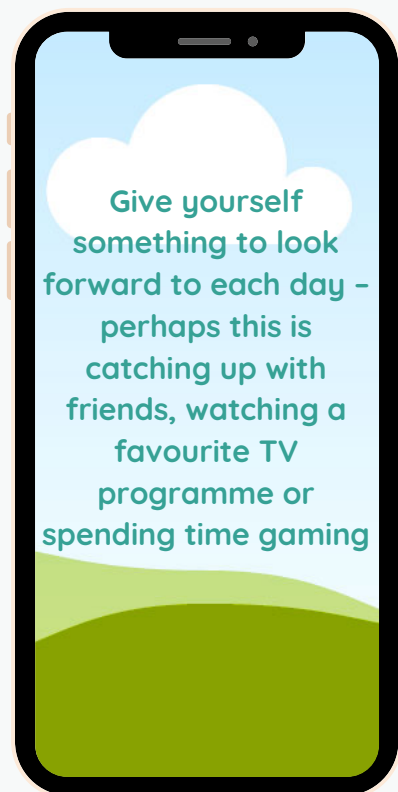 Give yourself
something to look
forward to each day –
perhaps this is
catching up with
friends, watching a
favourite TV
programme or
spending time gaming